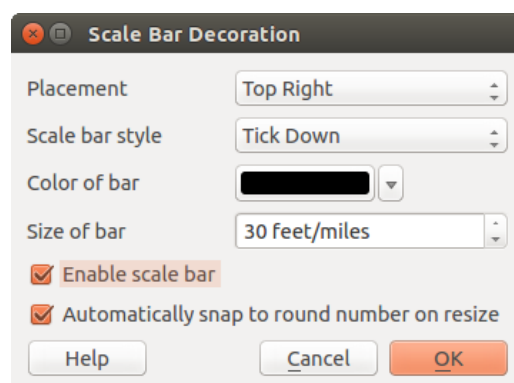 Scale Bar Decoration
Placement Top Right
Scale bar style Tick Down
Color of bar
Size of bar 30 feet/miles
Enable scale bar
Automatically snap to round number on resize
Help Cancel OK